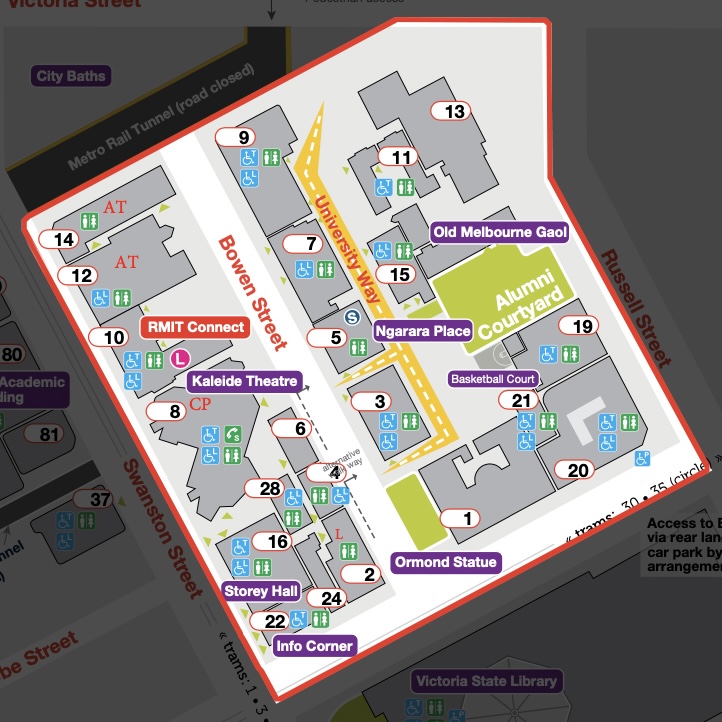 Victoria Street
City Baths
Metro Rail Tunnel (road closed)
13
9
11
University Way
AT
14
12
AT
7
15
Old Melbourne Gaol
Bowen Street
Alumni
Courtyard
Russell Street
10
RMIT Connect
L
S
5
Ngarara Place
19
80
Academic
ding
Kaleide Theatre
Basketball Court
8
CP
3
21
81
6
alternative
way
4
20
37
28
Swanston Street
trams: 30 • 35 (circle) »
1
Access to B
via rear lan
car park by
arrangemen
nnel
16
L
2
Ormond Statue
Storey Hall
24
22
Info Corner
be Street
« trams: 1 • 3 •
Victoria State Library